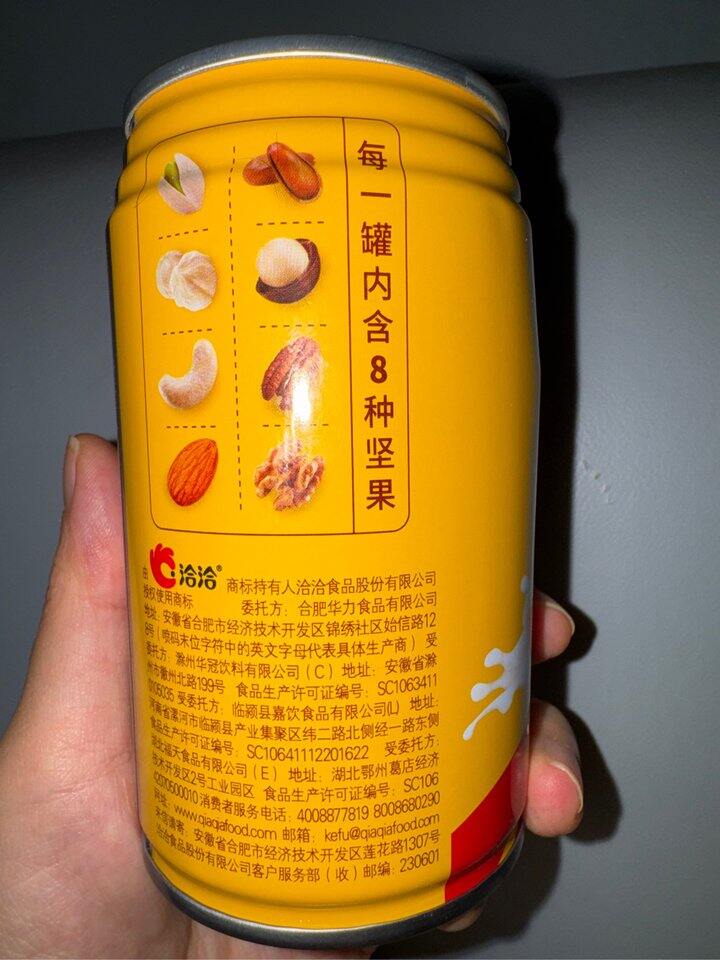 每一罐内含8种坚果
由 洽洽® 商标持有人洽洽食品股份有限公司
授权使用商标 委托方：合肥华力食品有限公司
地址：安徽省合肥市经济技术开发区锦绣社区始信路12
8号（喷码末位字符中的英文字母代表具体生产商）受
委托方：滁州华冠饮料有限公司（C）地址：安徽省滁
州市徽州北路199号 食品生产许可证编号：SC1063411
0105035 受委托方：临颍县嘉饮食品有限公司(L) 地址：
河南省漯河市临颍县产业集聚区纬二路北侧经一路东侧
食品生产许可证编号：SC10641112201622 受委托方：
湖北福天食品有限公司（E）地址：湖北鄂州葛店经济
技术开发区2号工业园区 食品生产许可证编号：SC106
42070600010 消费者服务电话：4008877819 8008680290
网址：www.qiaqiafood.com 邮箱：kefu@qiaqiafood.com
来信请寄：安徽省合肥市经济技术开发区莲花路1307号
洽洽食品股份有限公司客户服务部（收）邮编：230601